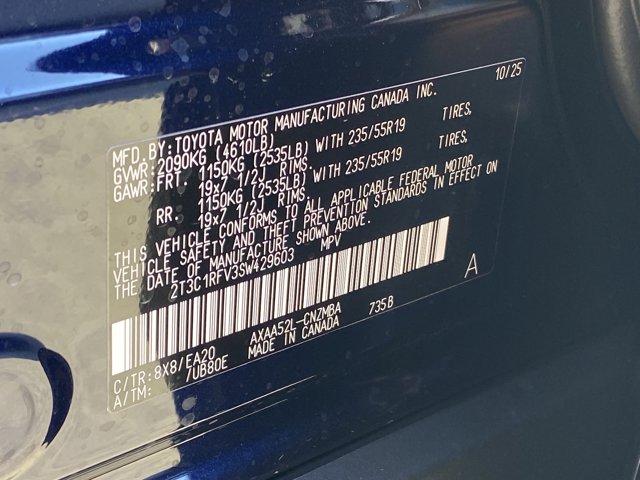 MFD.BY:TOYOTA MOTOR MANUFACTURING CANADA INC. 10/25
GVWR:2090KG (4610LB)
GAWR:FRT. 1150KG (2535LB) WITH 235/55R19 TIRES,
19x7 1/2J RIMS.
RR. 1150KG (2535LB) WITH 235/55R19 TIRES,
19x7 1/2J RIMS.
THIS VEHICLE CONFORMS TO ALL APPLICABLE FEDERAL MOTOR
VEHICLE SAFETY AND THEFT PREVENTION STANDARDS IN EFFECT ON
THE DATE OF MANUFACTURE SHOWN ABOVE.
2T3C1RFV3SW429603 MPV
A
AXAA52L-CNZMBA 735B
C/TR:8X8/EA20 MADE IN CANADA
A/TM: /UB80E